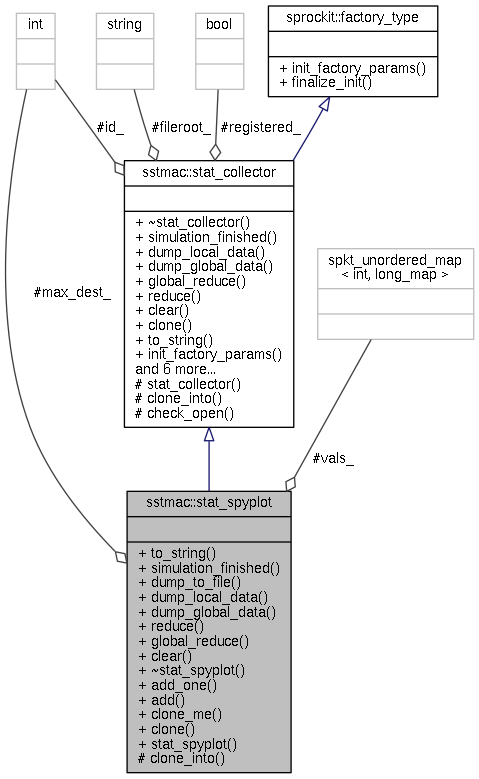 int
string
bool
sprockit::factory_type
+ init_factory_params()
+ finalize_init()
#id_
#fileroot_
#registered_
sstmac::stat_collector
+ ~stat_collector()
+ simulation_finished()
+ dump_local_data()
+ dump_global_data()
+ global_reduce()
+ reduce()
+ clear()
+ clone()
+ to_string()
+ init_factory_params()
and 6 more...
# stat_collector()
# clone_into()
# check_open()
spkt_unordered_map
< int, long_map >
#max_dest_
#vals_
sstmac::stat_spyplot
+ to_string()
+ simulation_finished()
+ dump_to_file()
+ dump_local_data()
+ dump_global_data()
+ reduce()
+ global_reduce()
+ clear()
+ ~stat_spyplot()
+ add_one()
+ add()
+ clone_me()
+ clone()
+ stat_spyplot()
# clone_into()